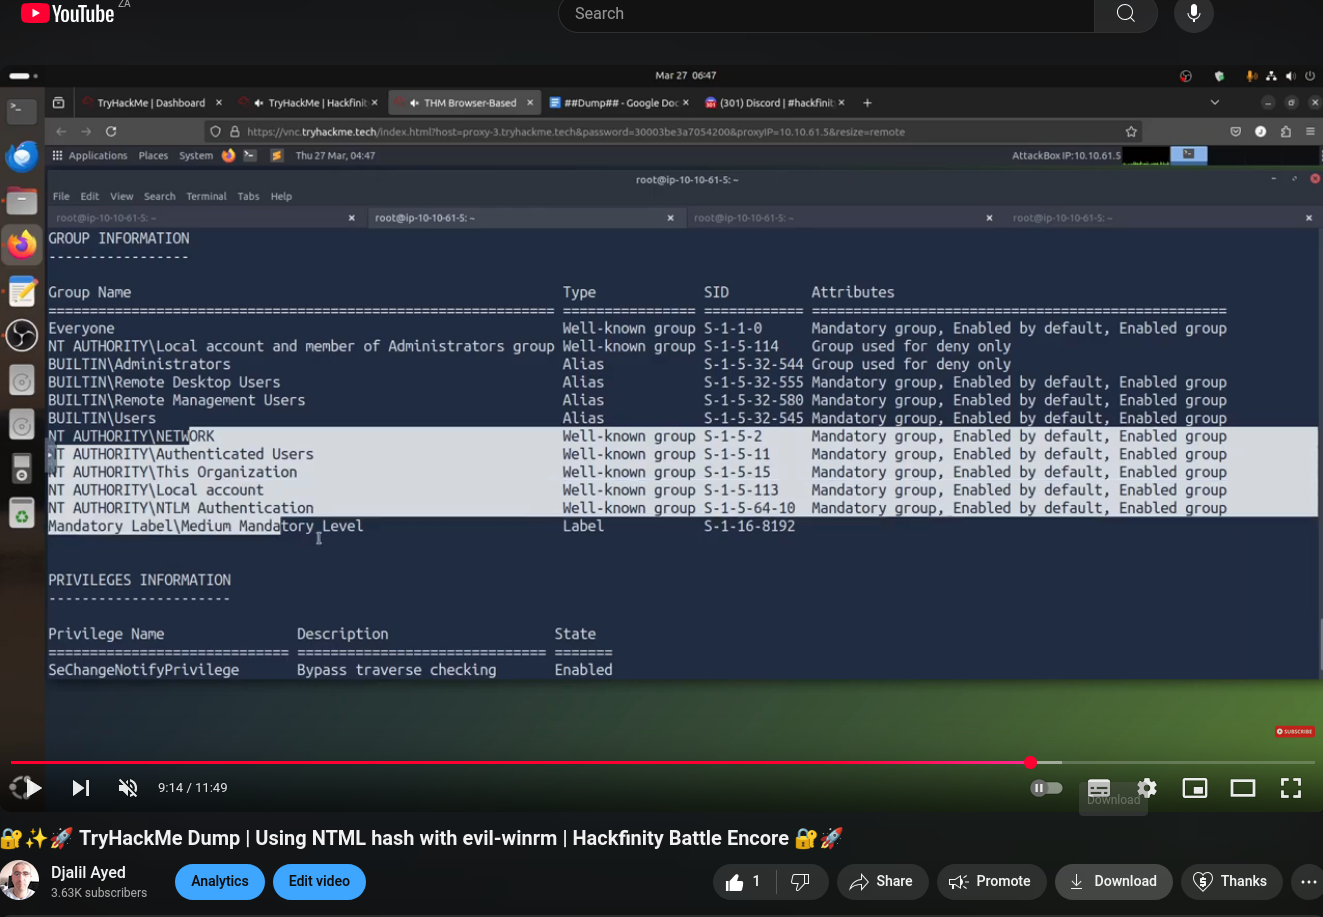 YouTube ZA
Search
Mar 27 06:47
TryHackMe | Dashboard × TryHackMe | Hackfinit × THM Browser-Based × ##Dump## - Google Doc × (301) Discord | #hackfinit × +
https://vnc.tryhackme.tech/index.html?host=proxy-3.tryhackme.tech&password=30003be3a7054200&proxyIP=10.10.61.5&resize=remote
Applications Places System Thu 27 Mar, 04:47 AttackBox IP:10.10.61.5
root@ip-10-10-61-5: ~
File Edit View Search Terminal Tabs Help
root@ip-10-10-61-5: ~ × root@ip-10-10-61-5: ~ × root@ip-10-10-61-5: ~ × root@ip-10-10-61-5: ~ ×
GROUP INFORMATION
-----------------
Group Name Type SID Attributes
============================================================= ================ ============ ==================================================
Everyone Well-known group S-1-1-0 Mandatory group, Enabled by default, Enabled group
NT AUTHORITY\Local account and member of Administrators group Well-known group S-1-5-114 Group used for deny only
BUILTIN\Administrators Alias S-1-5-32-544 Group used for deny only
BUILTIN\Remote Desktop Users Alias S-1-5-32-555 Mandatory group, Enabled by default, Enabled group
BUILTIN\Remote Management Users Alias S-1-5-32-580 Mandatory group, Enabled by default, Enabled group
BUILTIN\Users Alias S-1-5-32-545 Mandatory group, Enabled by default, Enabled group
NT AUTHORITY\NETWORK Well-known group S-1-5-2 Mandatory group, Enabled by default, Enabled group
NT AUTHORITY\Authenticated Users Well-known group S-1-5-11 Mandatory group, Enabled by default, Enabled group
NT AUTHORITY\This Organization Well-known group S-1-5-15 Mandatory group, Enabled by default, Enabled group
NT AUTHORITY\Local account Well-known group S-1-5-113 Mandatory group, Enabled by default, Enabled group
NT AUTHORITY\NTLM Authentication Well-known group S-1-5-64-10 Mandatory group, Enabled by default, Enabled group
Mandatory Label\Medium Mandatory Level Label S-1-16-8192
PRIVILEGES INFORMATION
----------------------
Privilege Name Description State
============================= ============================== =======
SeChangeNotifyPrivilege Bypass traverse checking Enabled
SUBSCRIBE
9:14 / 11:49
Download
🔐✨🚀 TryHackMe Dump | Using NTML hash with evil-winrm | Hackfinity Battle Encore 🔐🚀
Djalil Ayed
3.63K subscribers
Analytics Edit video 1 Share Promote Download Thanks ...